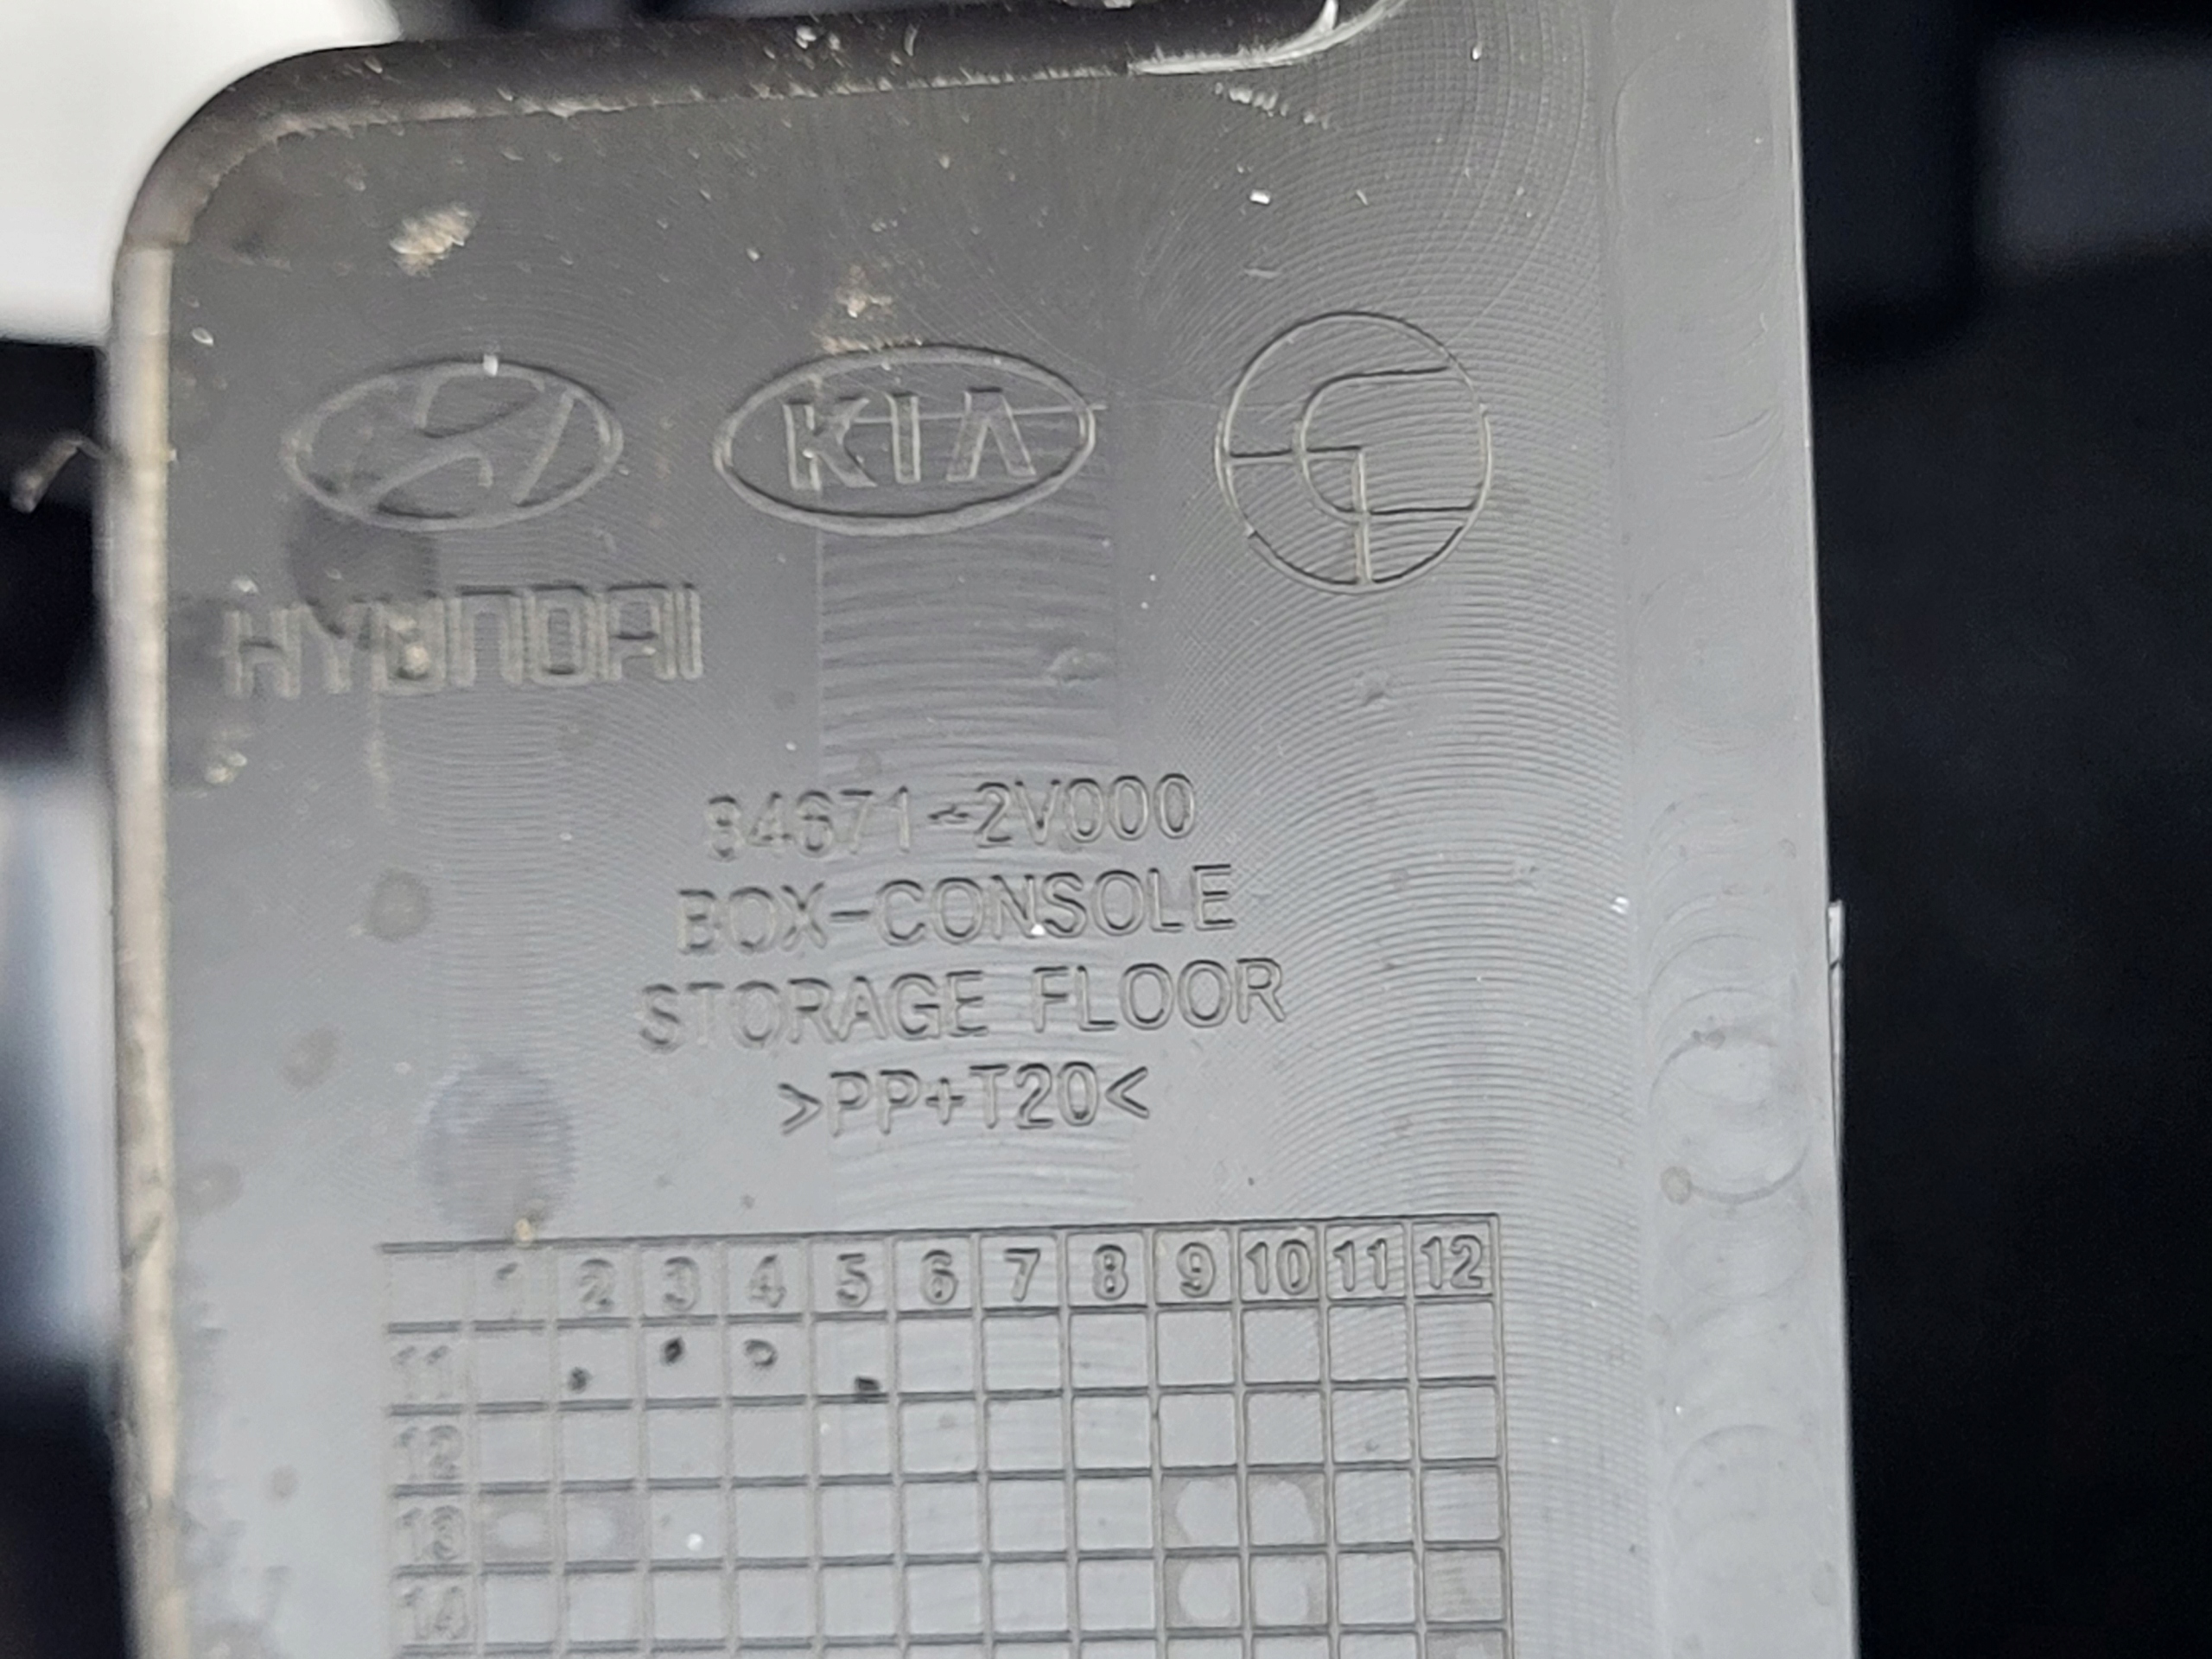 KIA
HYUNDAI
84671-2V000
BOX-CONSOLE
STORAGE FLOOR
>PP+T20<
1 2 3 4 5 6 7 8 9 10 11 12
11
12
13
14